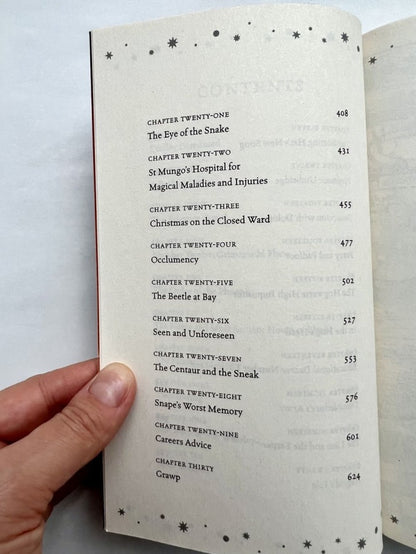 CHAPTER TWENTY-ONE 408
The Eye of the Snake
CHAPTER TWENTY-TWO 431
St Mungo's Hospital for
Magical Maladies and Injuries
CHAPTER TWENTY-THREE 455
Christmas on the Closed Ward
CHAPTER TWENTY-FOUR 477
Occlumency
CHAPTER TWENTY-FIVE 502
The Beetle at Bay
CHAPTER TWENTY-SIX 527
Seen and Unforeseen
CHAPTER TWENTY-SEVEN 553
The Centaur and the Sneak
CHAPTER TWENTY-EIGHT 576
Snape's Worst Memory
CHAPTER TWENTY-NINE 601
Careers Advice
CHAPTER THIRTY 624
Grawp